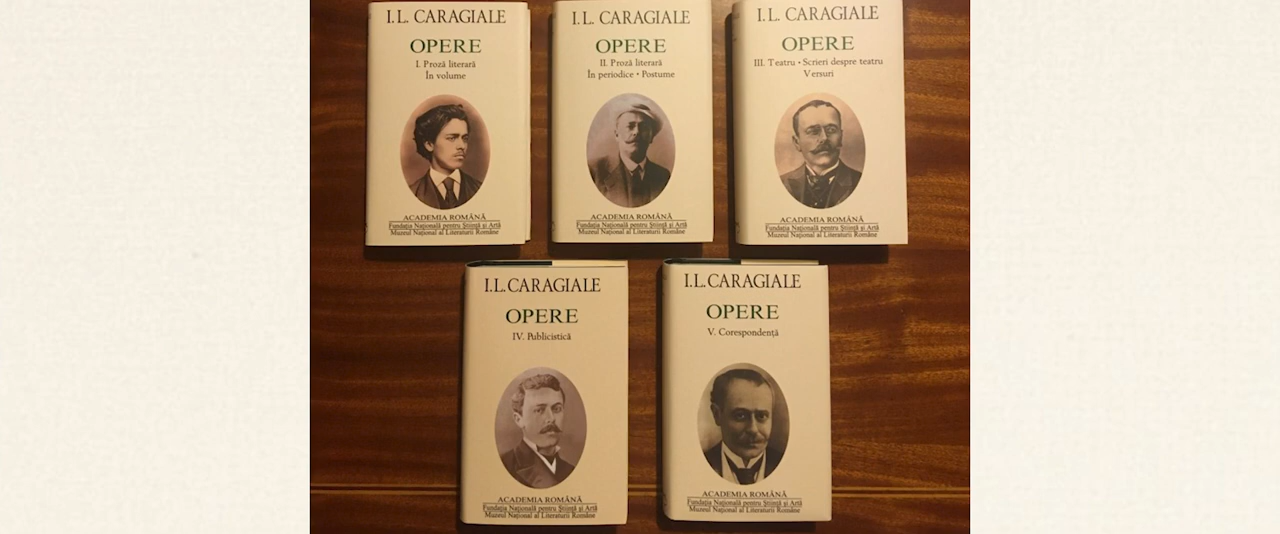 I.L. CARAGIALE
OPERE
I. Proză literară
În volume
ACADEMIA ROMÂNĂ
Fundația Națională pentru Știință și Artă
Muzeul Național al Literaturii Române
I.L. CARAGIALE
OPERE
II. Proză literară
În periodice • Postume
ACADEMIA ROMÂNĂ
Fundația Națională pentru Știință și Artă
Muzeul Național al Literaturii Române
I.L. CARAGIALE
OPERE
III. Teatru • Scrieri despre teatru
Versuri
ACADEMIA ROMÂNĂ
Fundația Națională pentru Știință și Artă
Muzeul Național al Literaturii Române
I.L. CARAGIALE
OPERE
IV. Publicistică
ACADEMIA ROMÂNĂ
Fundația Națională pentru Știință și Artă
Muzeul Național al Literaturii Române
I.L. CARAGIALE
OPERE
V. Corespondență
ACADEMIA ROMÂNĂ
Fundația Națională pentru Știință și Artă
Muzeul Național al Literaturii Române